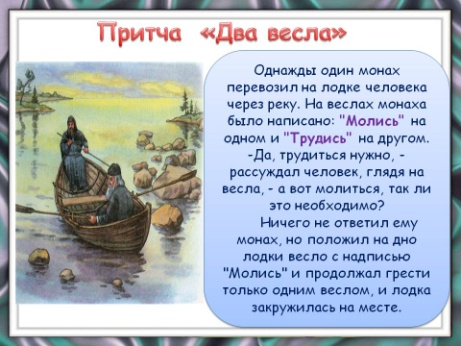 Притча «Два весла»
Однажды один монах
перевозил на лодке человека
через реку. На веслах монаха
было написано: "Молись" на
одном и "Трудись" на другом.
-Да, трудиться нужно, -
рассуждал человек, глядя на
весла, - а вот молиться, так ли
это необходимо?
Ничего не ответил ему
монах, но положил на дно
лодки весло с надписью
"Молись" и продолжал грести
только одним веслом, и лодка
закружилась на месте.